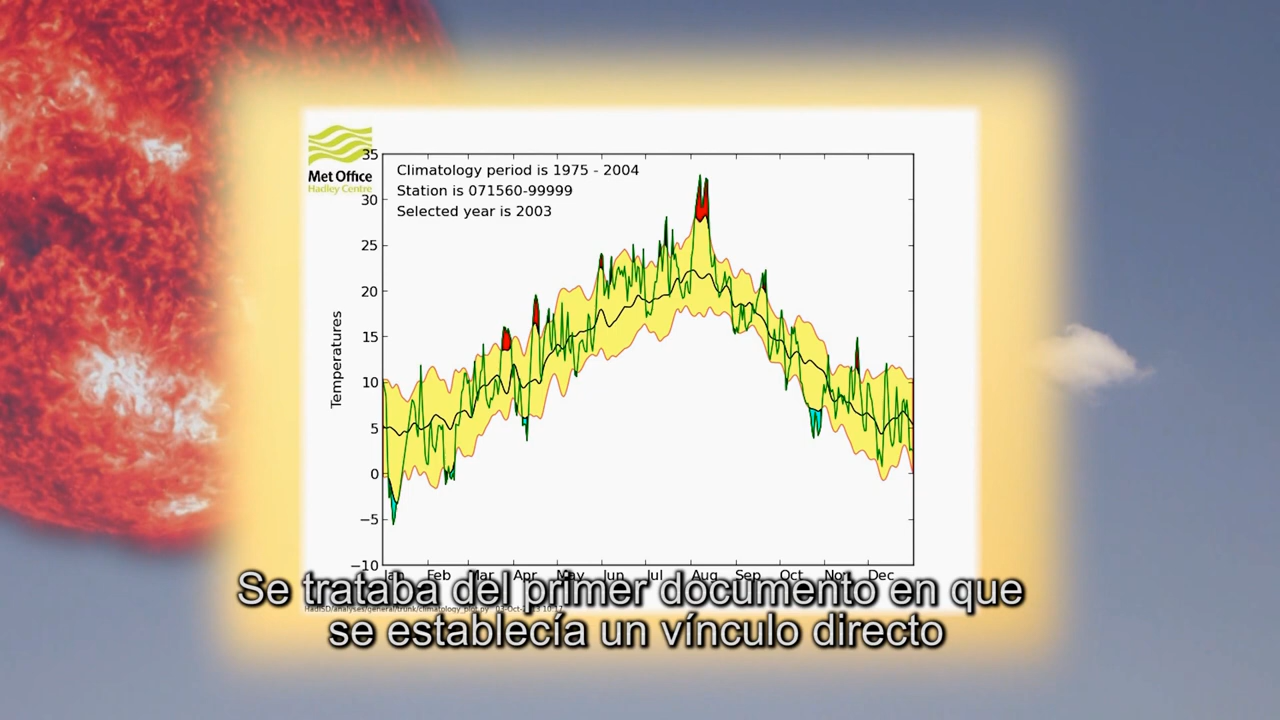 Met Office
Hadley Centre
Climatology period is 1975 - 2004
Station is 071560-99999
Selected year is 2003
Temperatures
35
30
25
20
15
10
5
0
−5
−10
Jan Feb Mar Apr May Jun Jul Aug Sep Oct Nov Dec
Se trataba del primer documento en que
se establecía un vínculo directo